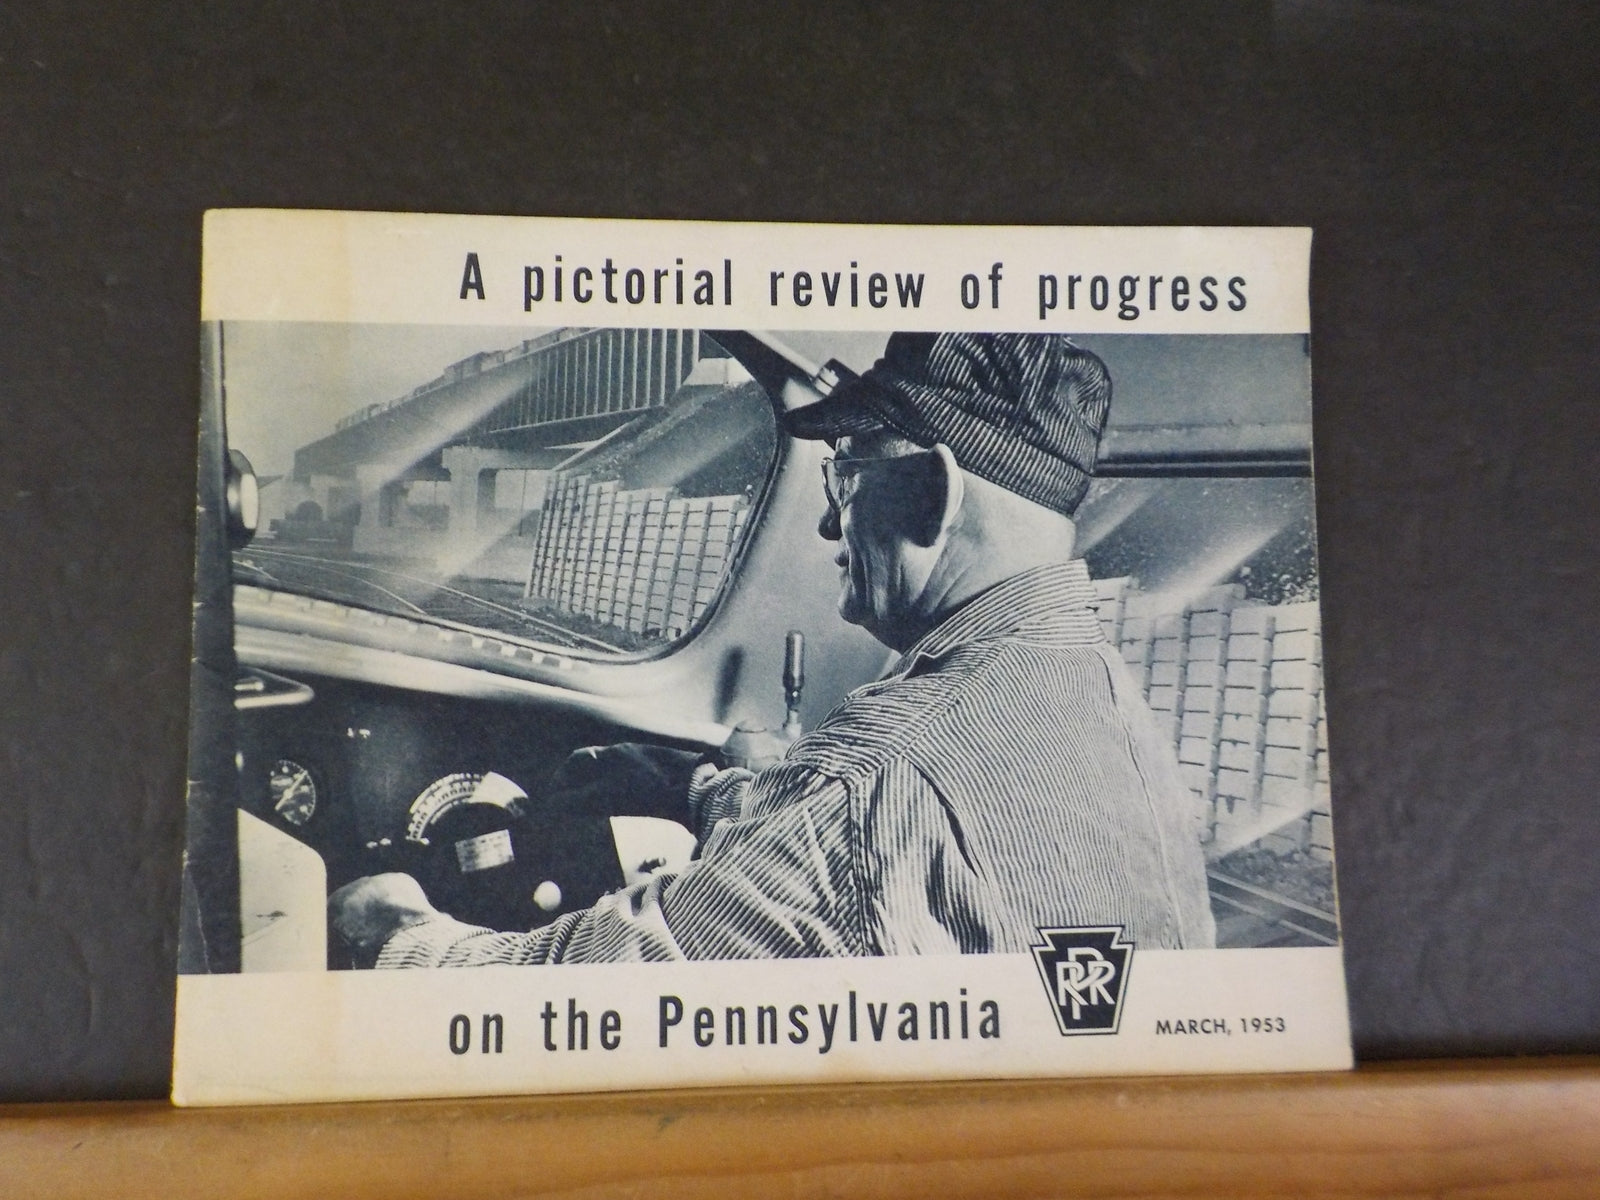 A pictorial review of progress
on the Pennsylvania
PRR
MARCH, 1953